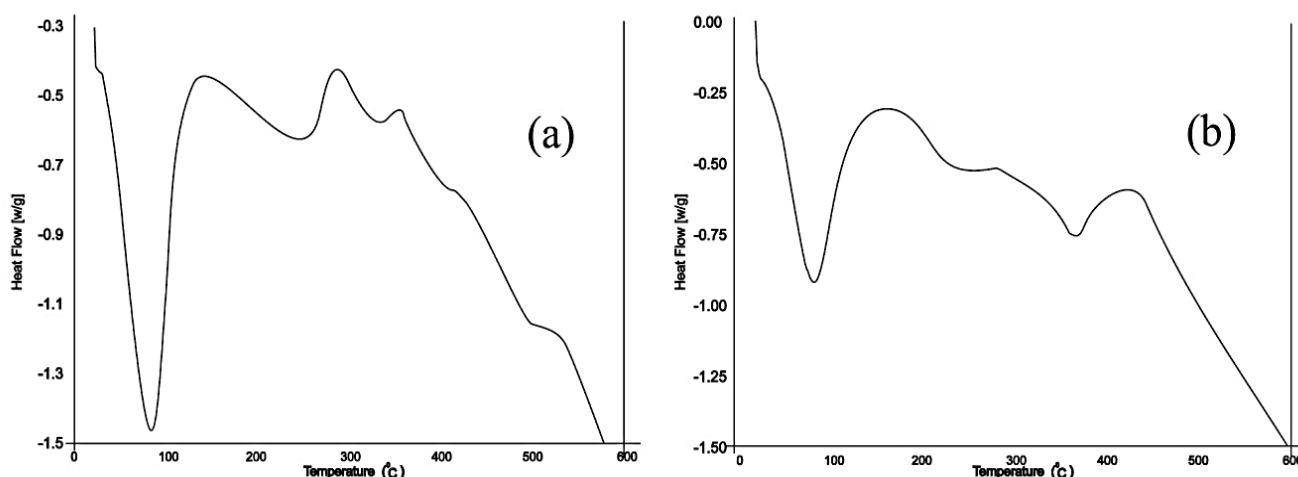 -0.3
-0.5
-0.7
-0.9
-1.1
-1.3
-1.5
Heat Flow [w/g]
0 100 200 300 400 500 600
Temperature (°C)
(a)
0.00
-0.25
-0.50
-0.75
-1.00
-1.25
-1.50
Heat Flow [w/g]
0 100 200 300 400 500 600
Temperature (°C)
(b)